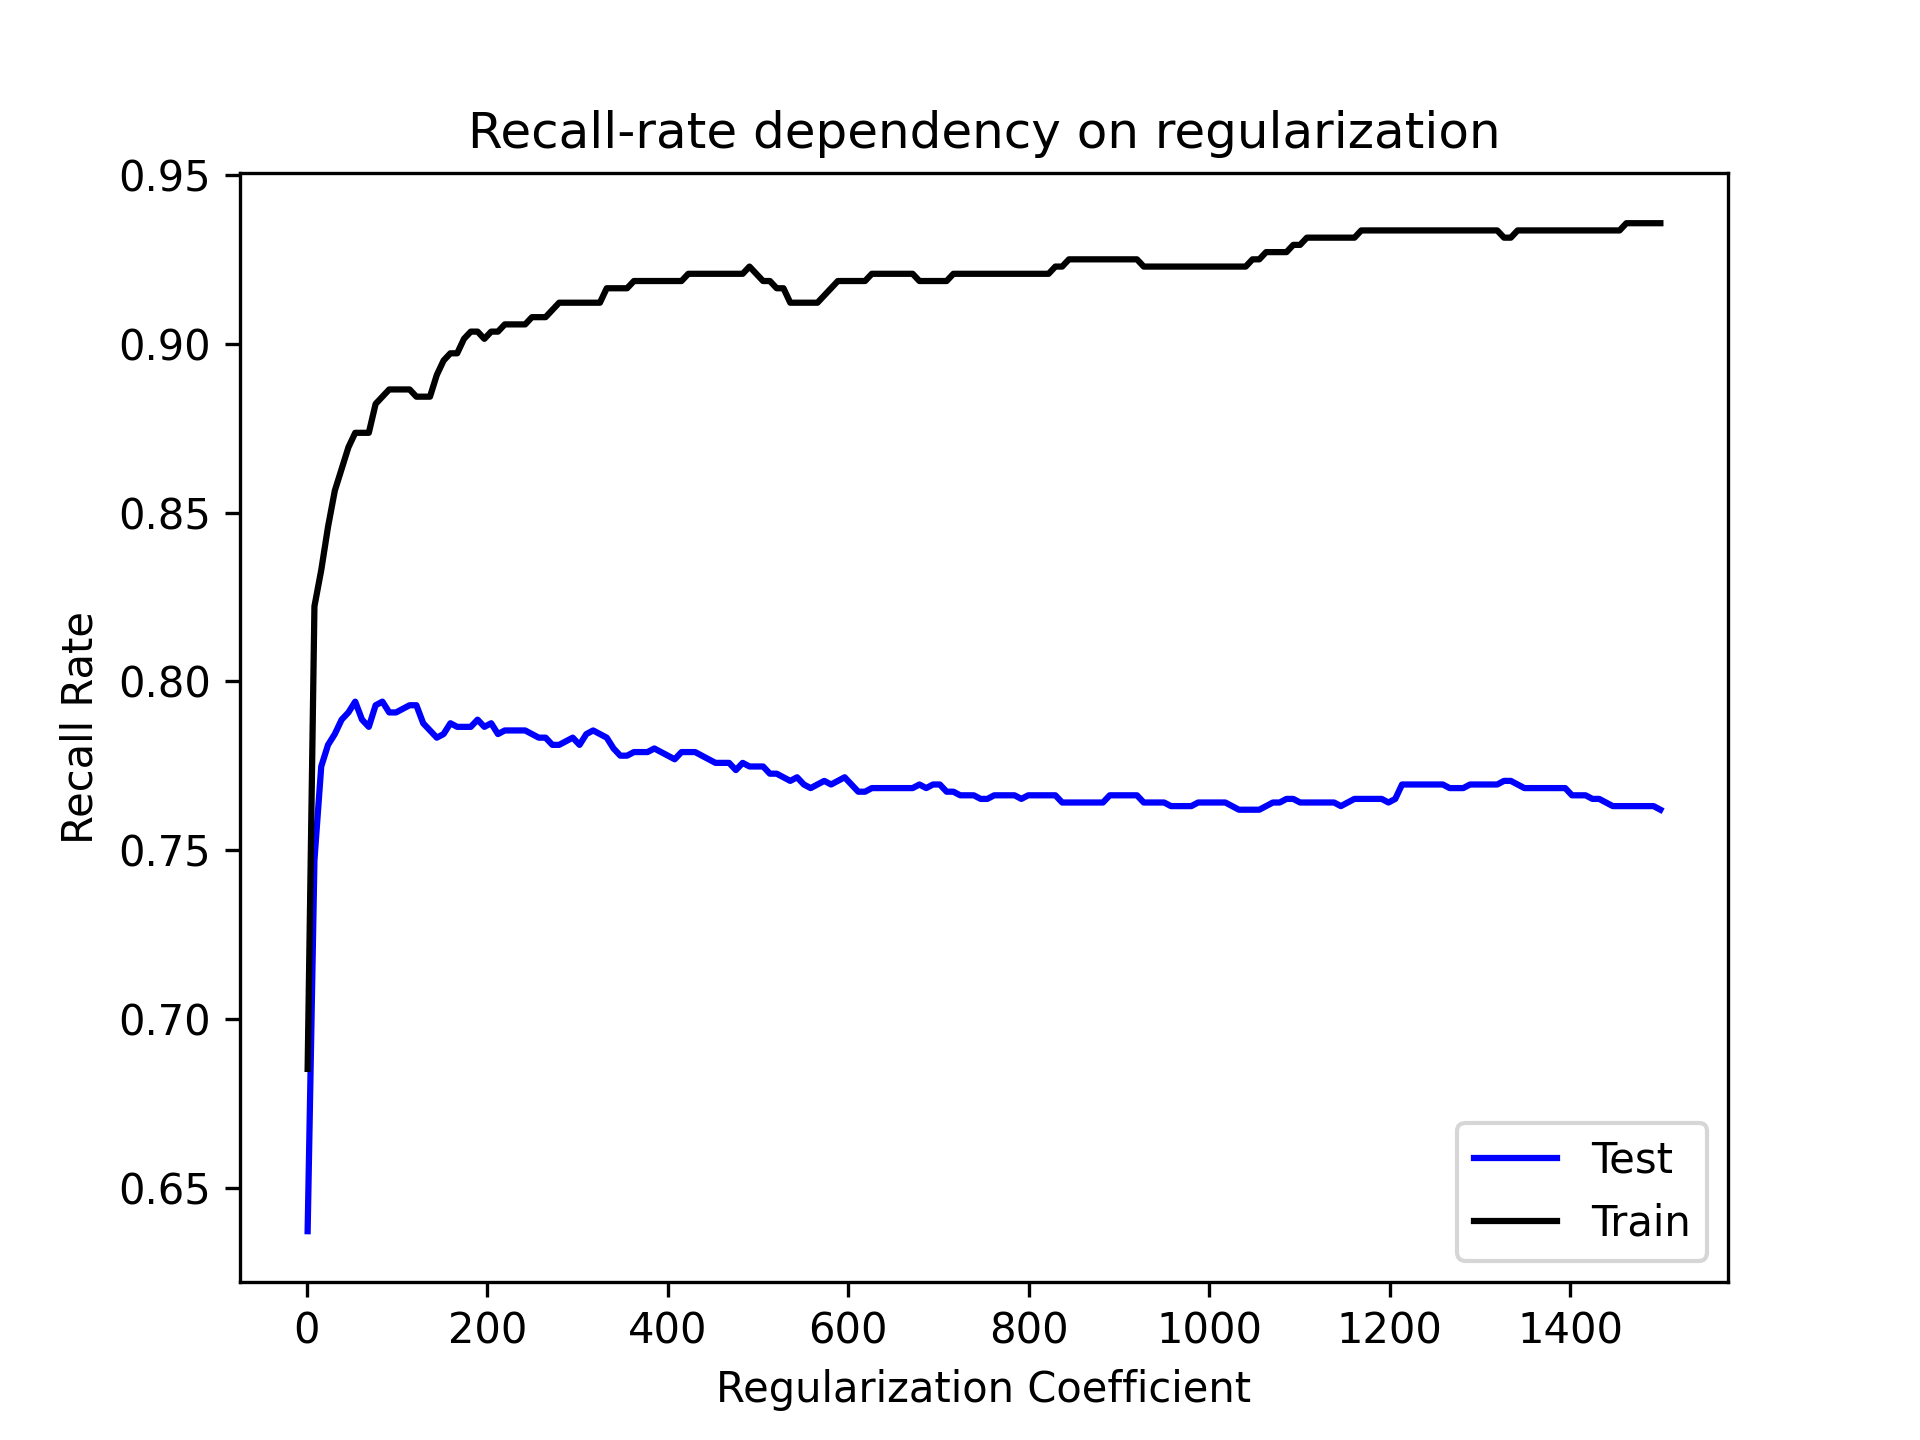 Recall-rate dependency on regularization
0.95
0.90
0.85
0.80
0.75
0.70
0.65
Recall Rate
0 200 400 600 800 1000 1200 1400
Regularization Coefficient
Test
Train